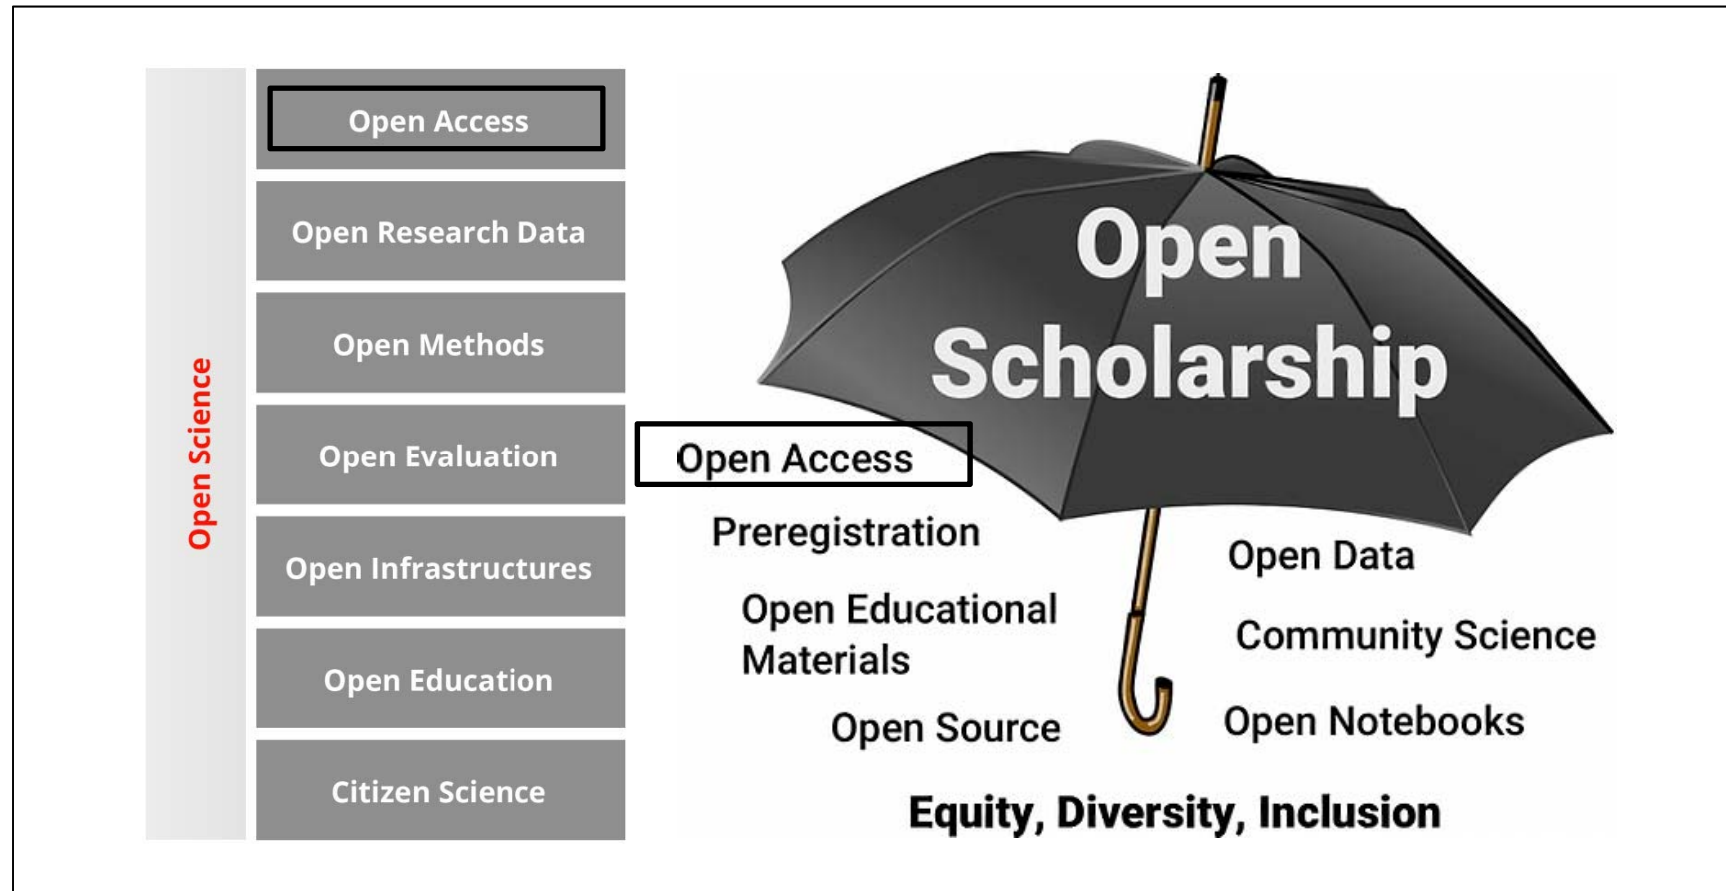 Open Science
Open Access
Open Research Data
Open Methods
Open Evaluation
Open Infrastructures
Open Education
Citizen Science
Open
Scholarship
Open Access
Preregistration
Open Educational
Materials
Open Source
Open Data
Community Science
Open Notebooks
Equity, Diversity, Inclusion